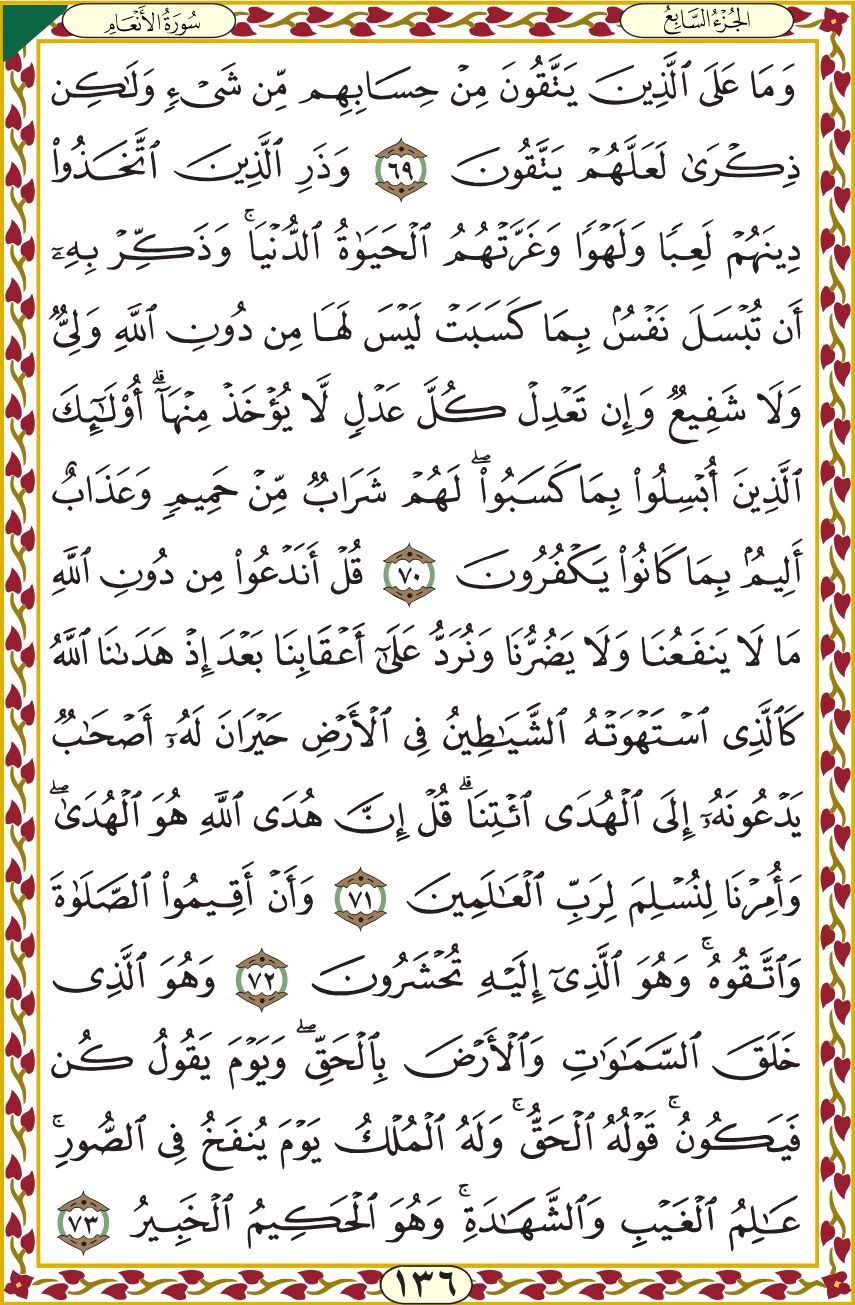 الجُزْءُ السَّابِعُ
سُورَةُ الأَنْعَامِ
وَمَا عَلَى ٱلَّذِينَ يَتَّقُونَ مِنْ حِسَابِهِم مِّن شَىْءٍ وَلَٰكِن
ذِكْرَىٰ لَعَلَّهُمْ يَتَّقُونَ ٦٩ وَذَرِ ٱلَّذِينَ ٱتَّخَذُوا۟
دِينَهُمْ لَعِبًا وَلَهْوًا وَغَرَّتْهُمُ ٱلْحَيَوٰةُ ٱلدُّنْيَا ۚ وَذَكِّرْ بِهِۦٓ
أَن تُبْسَلَ نَفْسٌۢ بِمَا كَسَبَتْ لَيْسَ لَهَا مِن دُونِ ٱللَّهِ وَلِىٌّ
وَلَا شَفِيعٌ وَإِن تَعْدِلْ كُلَّ عَدْلٍ لَّا يُؤْخَذْ مِنْهَآ ۗ أُو۟لَٰٓئِكَ
ٱلَّذِينَ أُبْسِلُوا۟ بِمَا كَسَبُوا۟ ۖ لَهُمْ شَرَابٌ مِّنْ حَمِيمٍ وَعَذَابٌ
أَلِيمٌۢ بِمَا كَانُوا۟ يَكْفُرُونَ ٧٠ قُلْ أَنَدْعُوا۟ مِن دُونِ ٱللَّهِ
مَا لَا يَنفَعُنَا وَلَا يَضُرُّنَا وَنُرَدُّ عَلَىٰٓ أَعْقَابِنَا بَعْدَ إِذْ هَدَىٰنَا ٱللَّهُ
كَٱلَّذِى ٱسْتَهْوَتْهُ ٱلشَّيَٰطِينُ فِى ٱلْأَرْضِ حَيْرَانَ لَهُۥٓ أَصْحَٰبٌ
يَدْعُونَهُۥٓ إِلَى ٱلْهُدَى ٱئْتِنَا ۗ قُلْ إِنَّ هُدَى ٱللَّهِ هُوَ ٱلْهُدَىٰ ۖ
وَأُمِرْنَا لِنُسْلِمَ لِرَبِّ ٱلْعَٰلَمِينَ ٧١ وَأَنْ أَقِيمُوا۟ ٱلصَّلَوٰةَ
وَٱتَّقُوهُ ۚ وَهُوَ ٱلَّذِىٓ إِلَيْهِ تُحْشَرُونَ ٧٢ وَهُوَ ٱلَّذِى
خَلَقَ ٱلسَّمَٰوَٰتِ وَٱلْأَرْضَ بِٱلْحَقِّ ۖ وَيَوْمَ يَقُولُ كُن
فَيَكُونُ ۚ قَوْلُهُ ٱلْحَقُّ ۚ وَلَهُ ٱلْمُلْكُ يَوْمَ يُنفَخُ فِى ٱلصُّورِ ۚ
عَٰلِمُ ٱلْغَيْبِ وَٱلشَّهَٰدَةِ ۚ وَهُوَ ٱلْحَكِيمُ ٱلْخَبِيرُ ٧٣
١٣٦